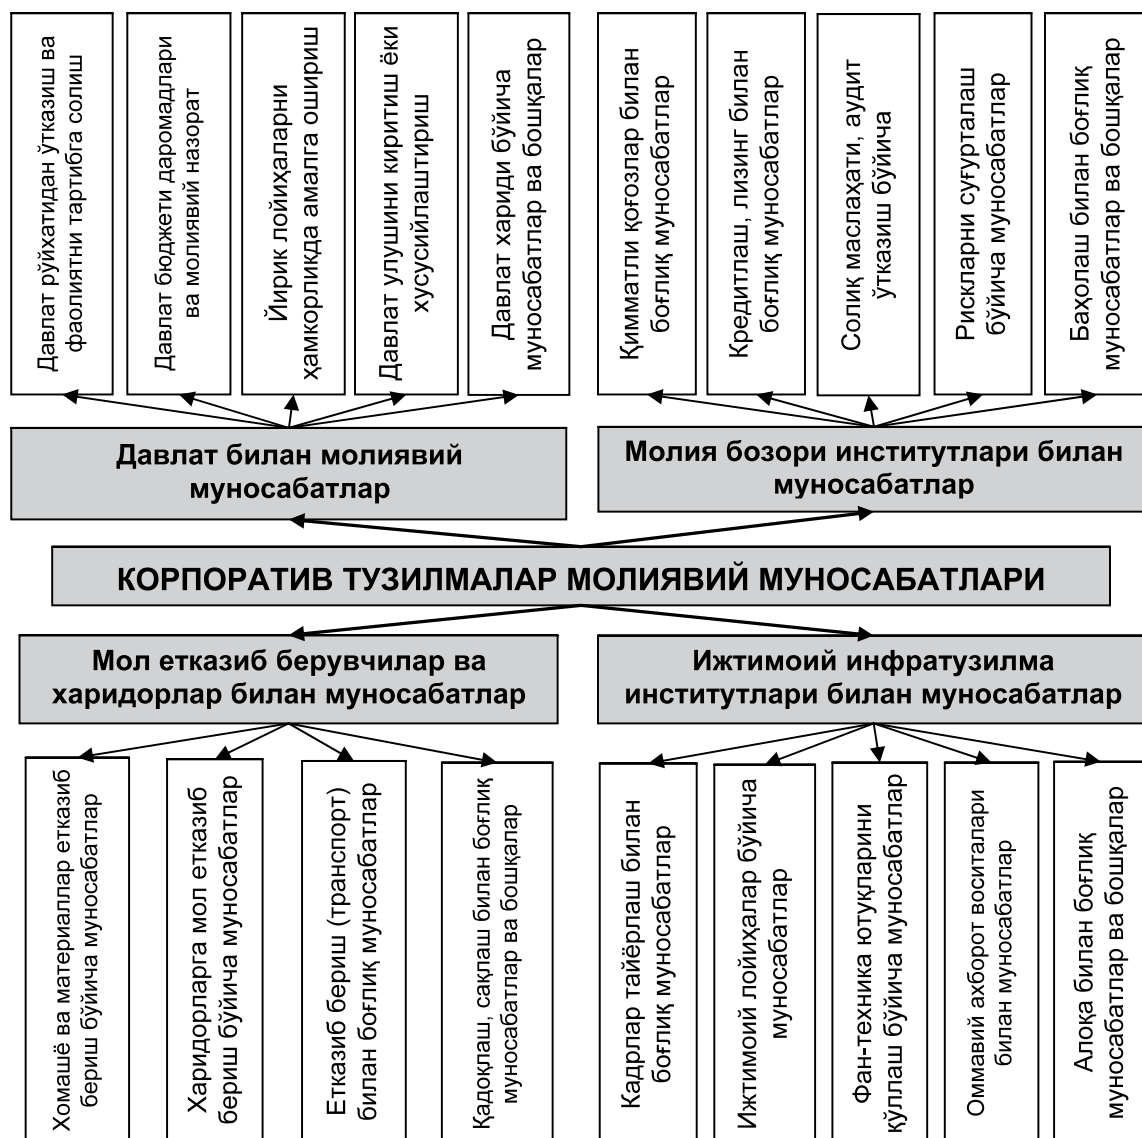 Давлат рўйхатидан ўтказиш ва
фаолиятни тартибга солиш
Давлат бюджети даромадлари
ва молиявий назорат
Йирик лойиҳаларни
ҳамкорликда амалга ошириш
Давлат улушини киритиш ёки
хусусийлаштириш
Давлат хариди бўйича
муносабатлар ва бошқалар
Қимматли қоғозлар билан
боғлиқ муносабатлар
Кредитлаш, лизинг билан
боғлиқ муносабатлар
Солиқ маслаҳати, аудит
ўтказиш бўйича
Рискларни суғурталаш
бўйича муносабатлар
Баҳолаш билан боғлиқ
муносабатлар ва бошқалар
Давлат билан молиявий
муносабатлар
Молия бозори институтлари билан
муносабатлар
КОРПОРАТИВ ТУЗИЛМАЛАР МОЛИЯВИЙ МУНОСАБАТЛАРИ
Мол етказиб берувчилар ва
харидорлар билан муносабатлар
Ижтимоий инфратузилма
институтлари билан муносабатлар
Хомашё ва материаллар етказиб
бериш бўйича муносабатлар
Харидорларга мол етказиб
бериш бўйича муносабатлар
Етказиб бериш (транспорт)
билан боғлиқ муносабатлар
Қадоқлаш, сақлаш билан боғлиқ
муносабатлар ва бошқалар
Кадрлар тайёрлаш билан
боғлиқ муносабатлар
Ижтимоий лойиҳалар бўйича
муносабатлар
Фан-техника ютуқларини
қўллаш бўйича муносабатлар
Оммавий ахборот воситалари
билан муносабатлар
Алоқа билан боғлиқ
муносабатлар ва бошқалар